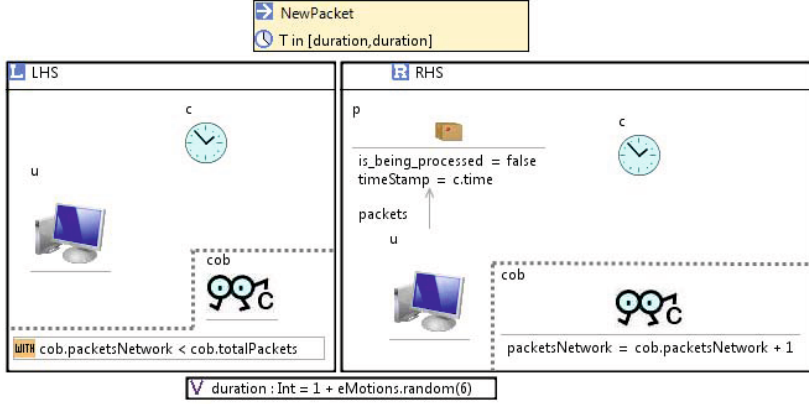 NewPacket
T in [duration,duration]
L LHS
c
u
cob
C
WITH cob.packetsNetwork < cob.totalPackets
R RHS
p
c
is_being_processed = false
timeStamp = c.time
packets
u
cob
C
packetsNetwork = cob.packetsNetwork + 1
V duration : Int = 1 + eMotions.random(6)